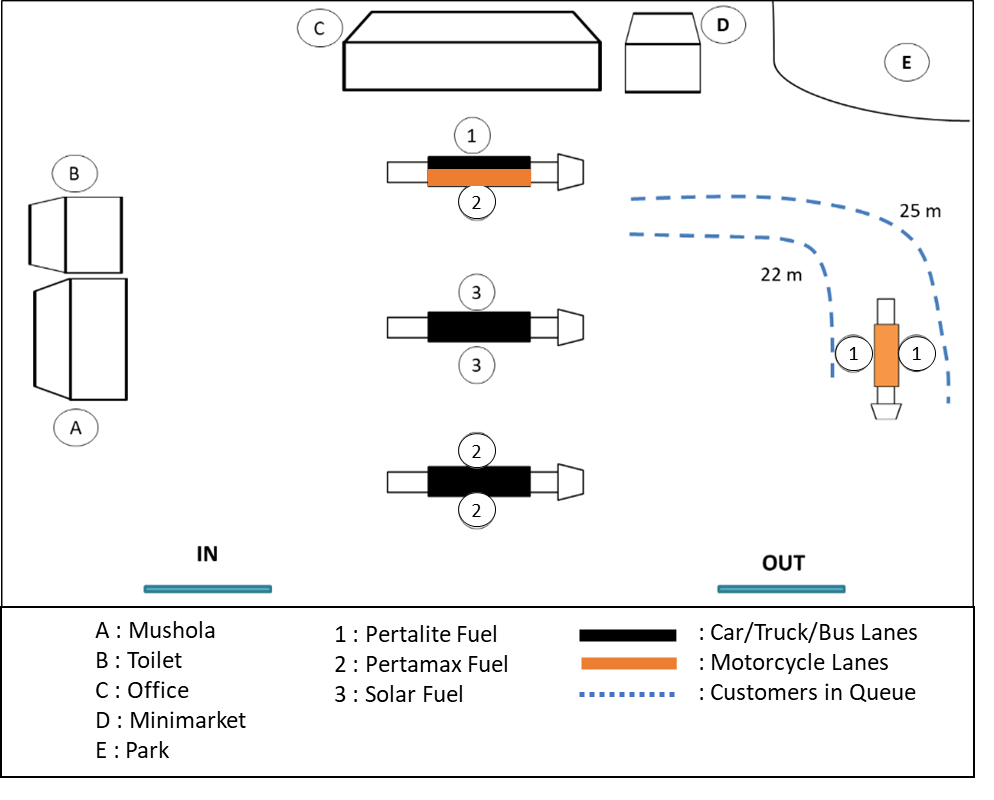 C
D
E
1
B
2
25 m
22 m
3
1
1
3
A
2
2
IN
OUT
A : Mushola
B : Toilet
C : Office
D : Minimarket
E : Park
1 : Pertalite Fuel
2 : Pertamax Fuel
3 : Solar Fuel
: Car/Truck/Bus Lanes
: Motorcycle Lanes
: Customers in Queue